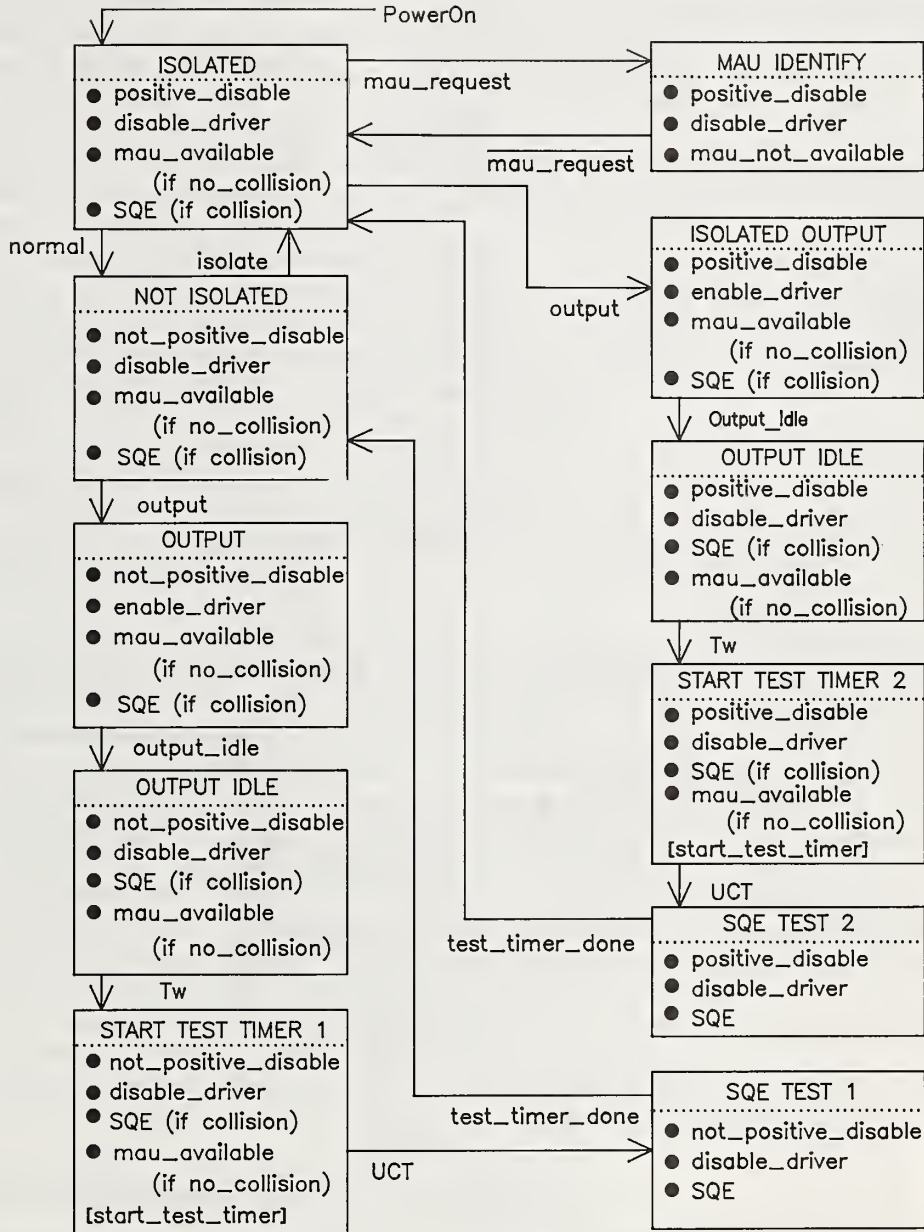 PowerOn
ISOLATED
● positive_disable
● disable_driver
● mau_available
(if no_collision)
● SQE (if collision)
mau_request
MAU IDENTIFY
● positive_disable
● disable_driver
● mau_not_available
mau_request
normal
isolate
output
NOT ISOLATED
● not_positive_disable
● disable_driver
● mau_available
(if no_collision)
● SQE (if collision)
ISOLATED OUTPUT
● positive_disable
● enable_driver
● mau_available
(if no_collision)
● SQE (if collision)
Output_Idle
output
OUTPUT
● not_positive_disable
● enable_driver
● mau_available
(if no_collision)
● SQE (if collision)
OUTPUT IDLE
● positive_disable
● disable_driver
● SQE (if collision)
● mau_available
(if no_collision)
Tw
output_idle
OUTPUT IDLE
● not_positive_disable
● disable_driver
● SQE (if collision)
● mau_available
(if no_collision)
START TEST TIMER 2
● positive_disable
● disable_driver
● SQE (if collision)
● mau_available
(if no_collision)
[start_test_timer]
UCT
test_timer_done
SQE TEST 2
● positive_disable
● disable_driver
● SQE
Tw
START TEST TIMER 1
● not_positive_disable
● disable_driver
● SQE (if collision)
● mau_available
(if no_collision)
[start_test_timer]
UCT
test_timer_done
SQE TEST 1
● not_positive_disable
● disable_driver
● SQE